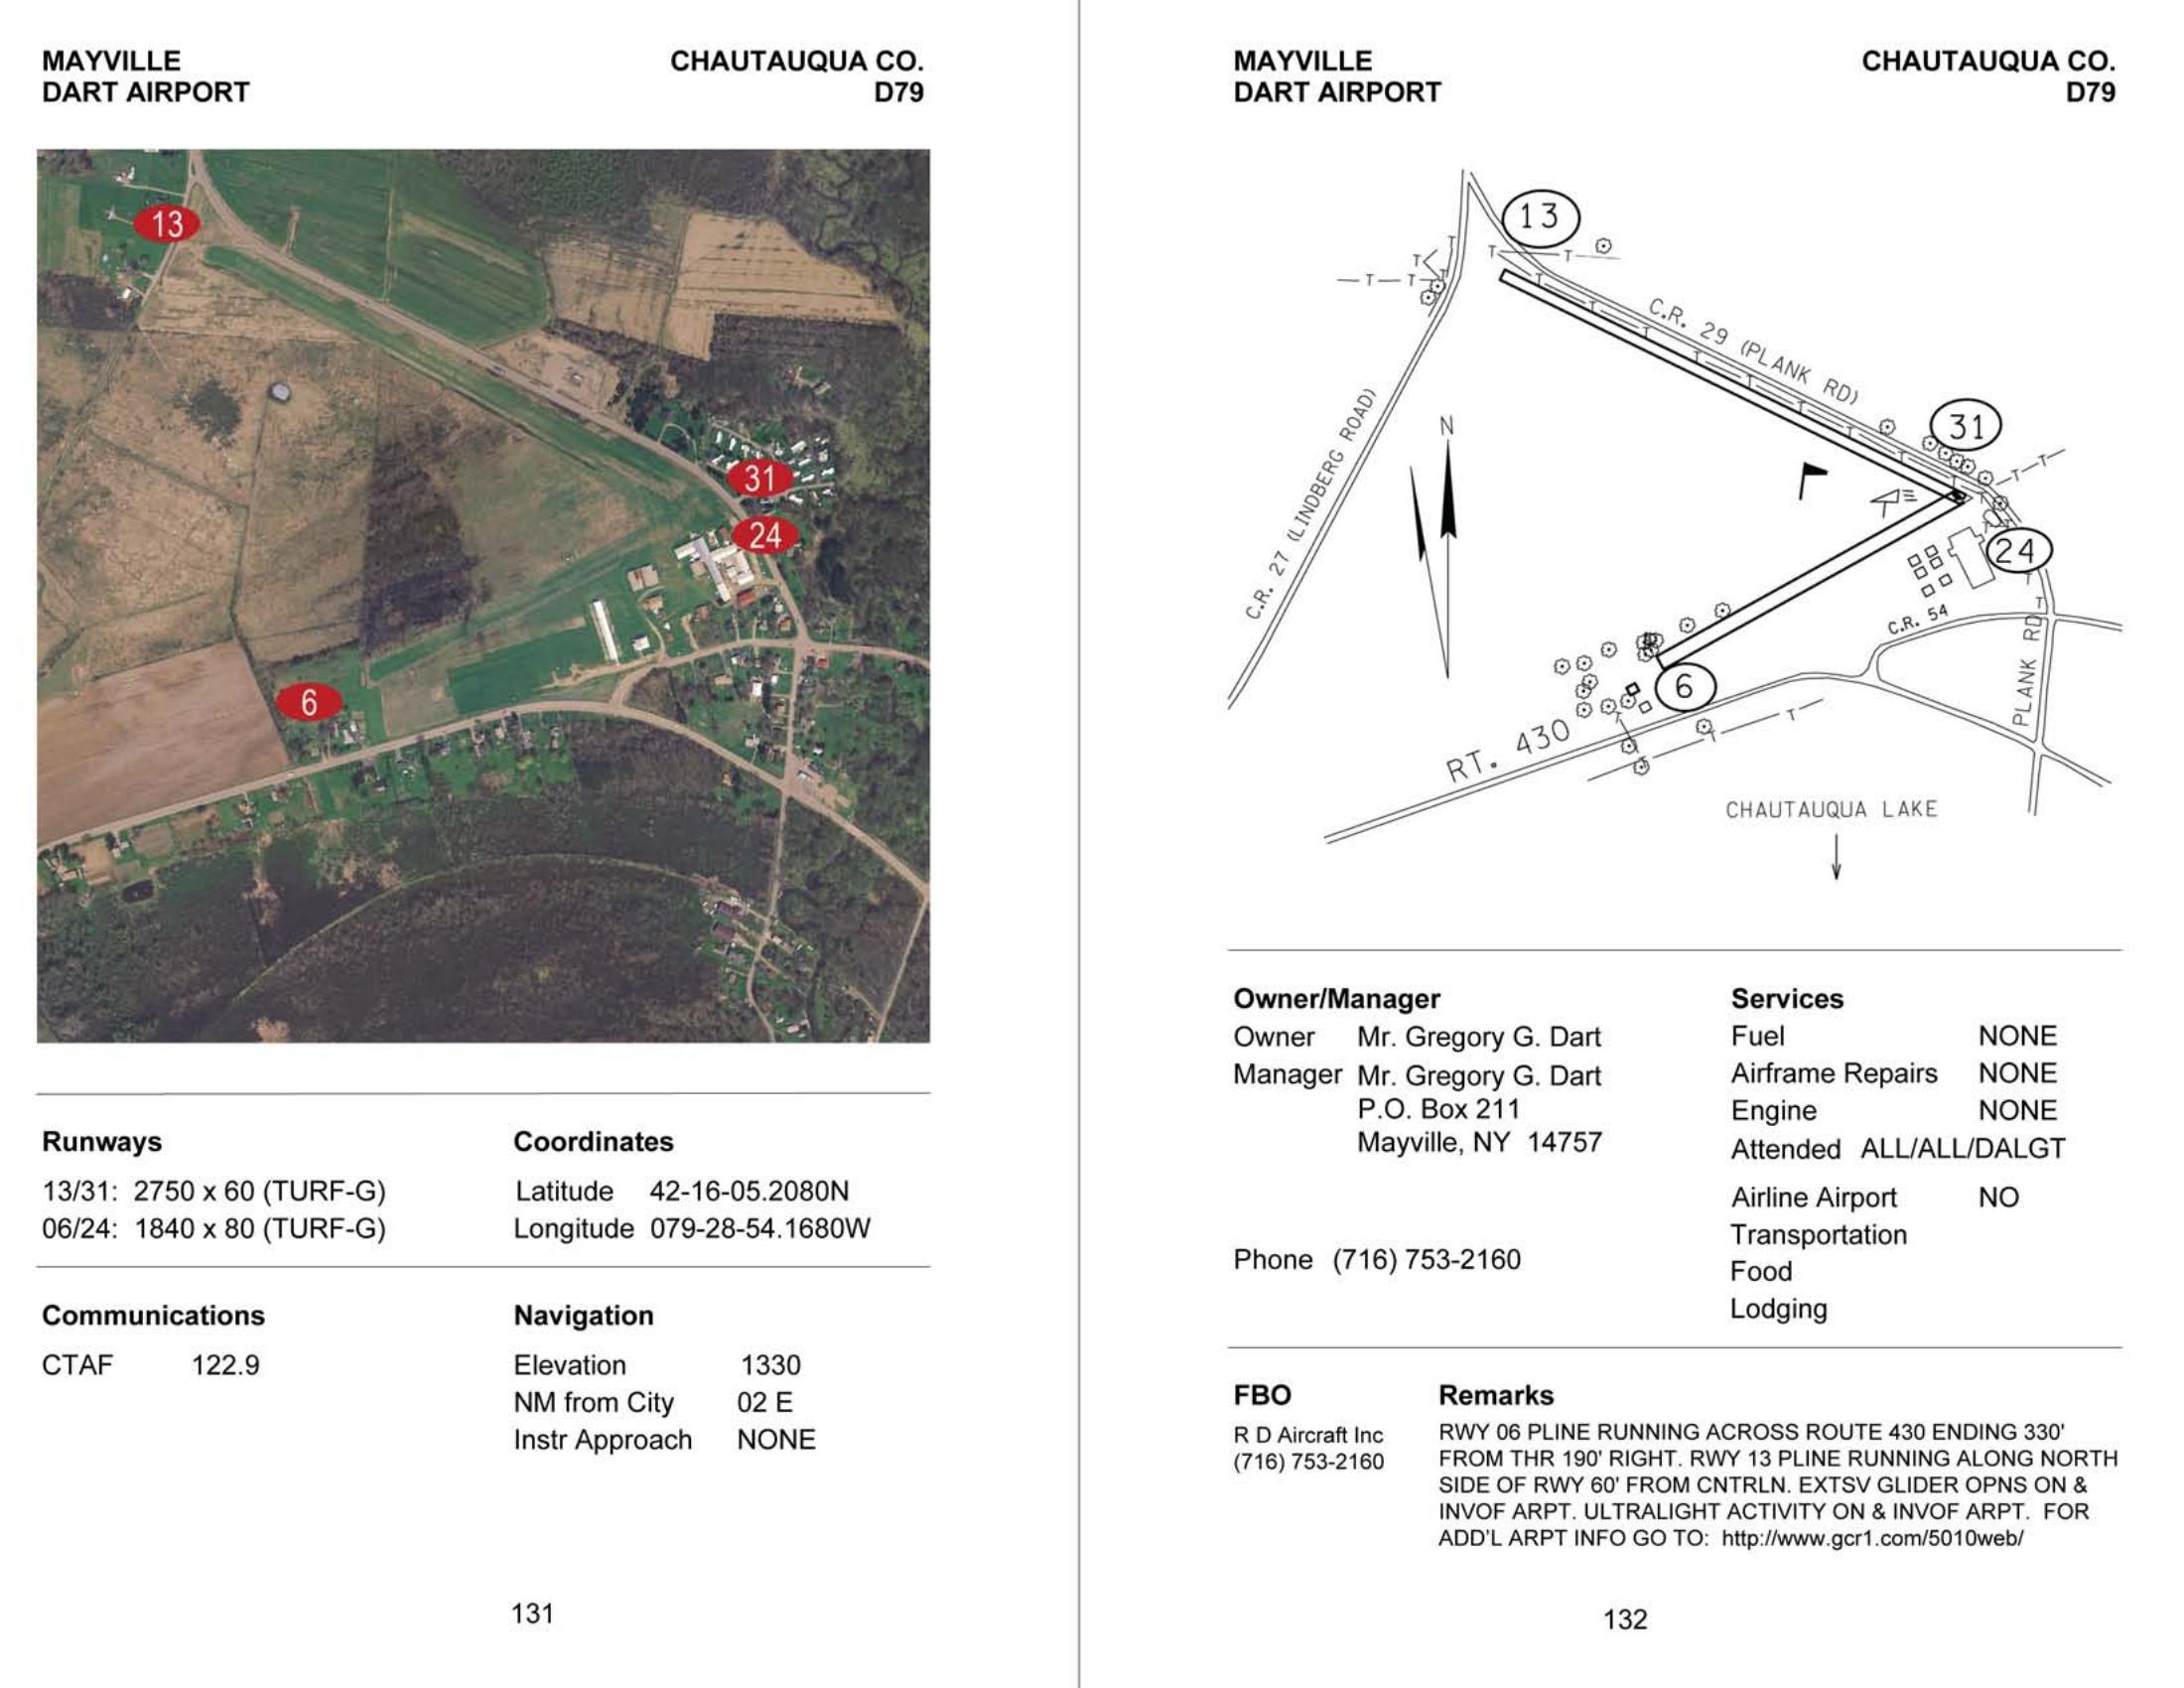 MAYVILLE
DART AIRPORT
CHAUTAUQUA CO.
D79
13
31
24
6
Runways
13/31: 2750 x 60 (TURF-G)
06/24: 1840 x 80 (TURF-G)
Coordinates
Latitude 42-16-05.2080N
Longitude 079-28-54.1680W
Communications
CTAF 122.9
Navigation
Elevation 1330
NM from City 02 E
Instr Approach NONE
131
MAYVILLE
DART AIRPORT
CHAUTAUQUA CO.
D79
13
C.R. 29 (PLANK RD)
31
C.R. 27 (LINDBERG ROAD)
N
24
C.R. 54
PLANK RD
6
RT. 430
CHAUTAUQUA LAKE
Owner/Manager
Owner Mr. Gregory G. Dart
Manager Mr. Gregory G. Dart
P.O. Box 211
Mayville, NY 14757
Phone (716) 753-2160
Services
Fuel NONE
Airframe Repairs NONE
Engine NONE
Attended ALL/ALL/DALGT
Airline Airport NO
Transportation
Food
Lodging
FBO
R D Aircraft Inc
(716) 753-2160
Remarks
RWY 06 PLINE RUNNING ACROSS ROUTE 430 ENDING 330'
FROM THR 190' RIGHT. RWY 13 PLINE RUNNING ALONG NORTH
SIDE OF RWY 60' FROM CNTRLN. EXTSV GLIDER OPNS ON &
INVOF ARPT. ULTRALIGHT ACTIVITY ON & INVOF ARPT. FOR
ADD'L ARPT INFO GO TO: http://www.gcr1.com/5010web/
132